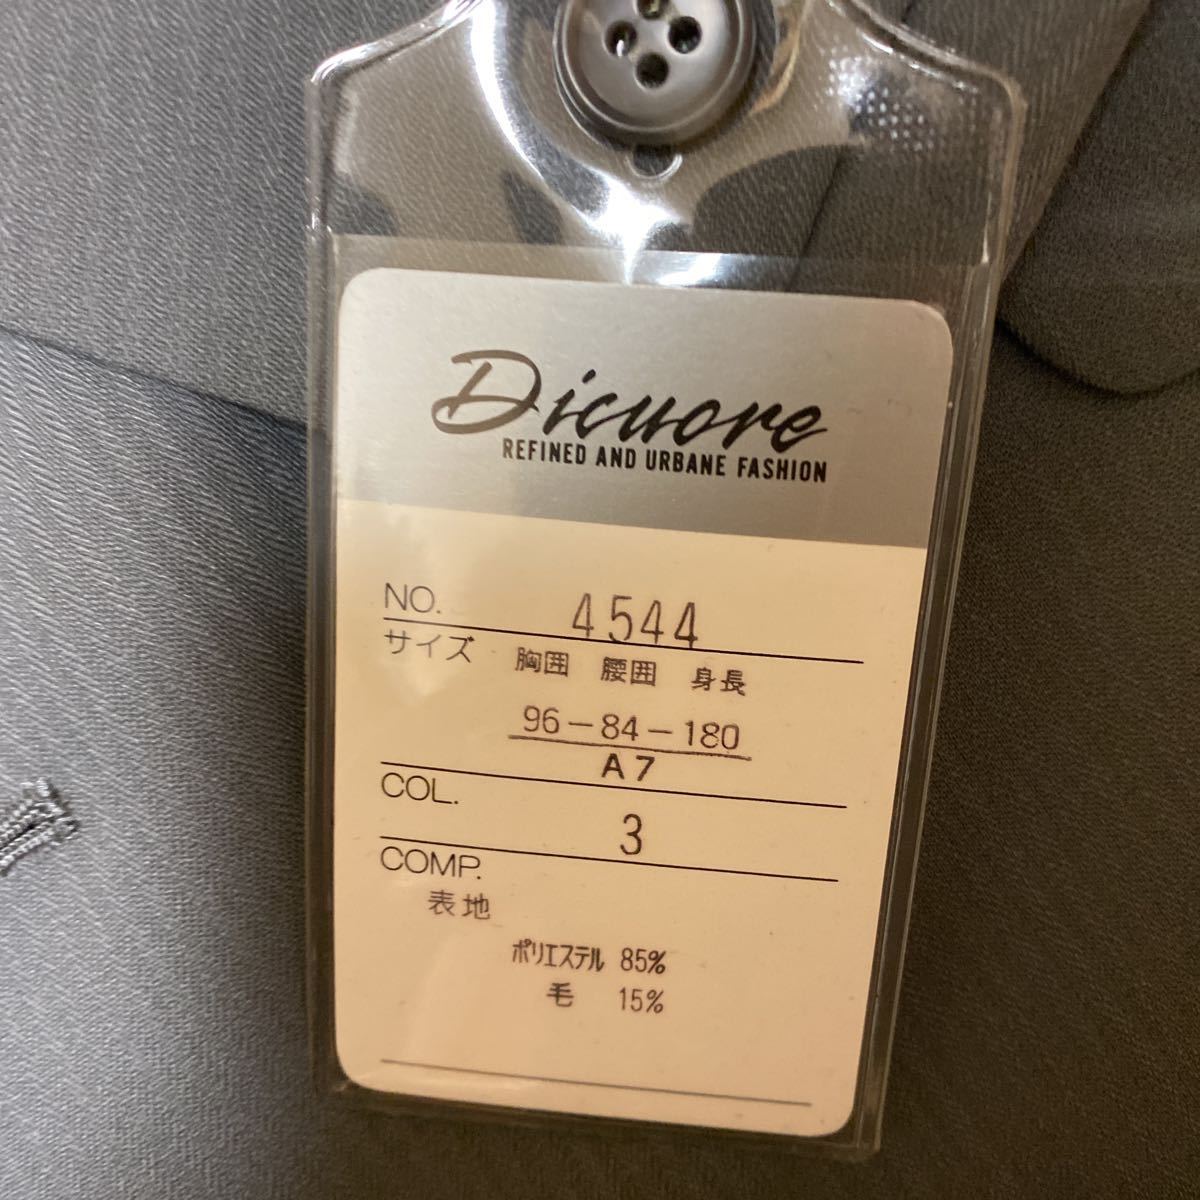 Dicuore
REFINED AND URBANE FASHION
NO. 4544
サイズ 胸囲 腰囲 身長
96-84-180
A7
COL.
3
COMP.
表地
ポリエステル 85%
毛 15%